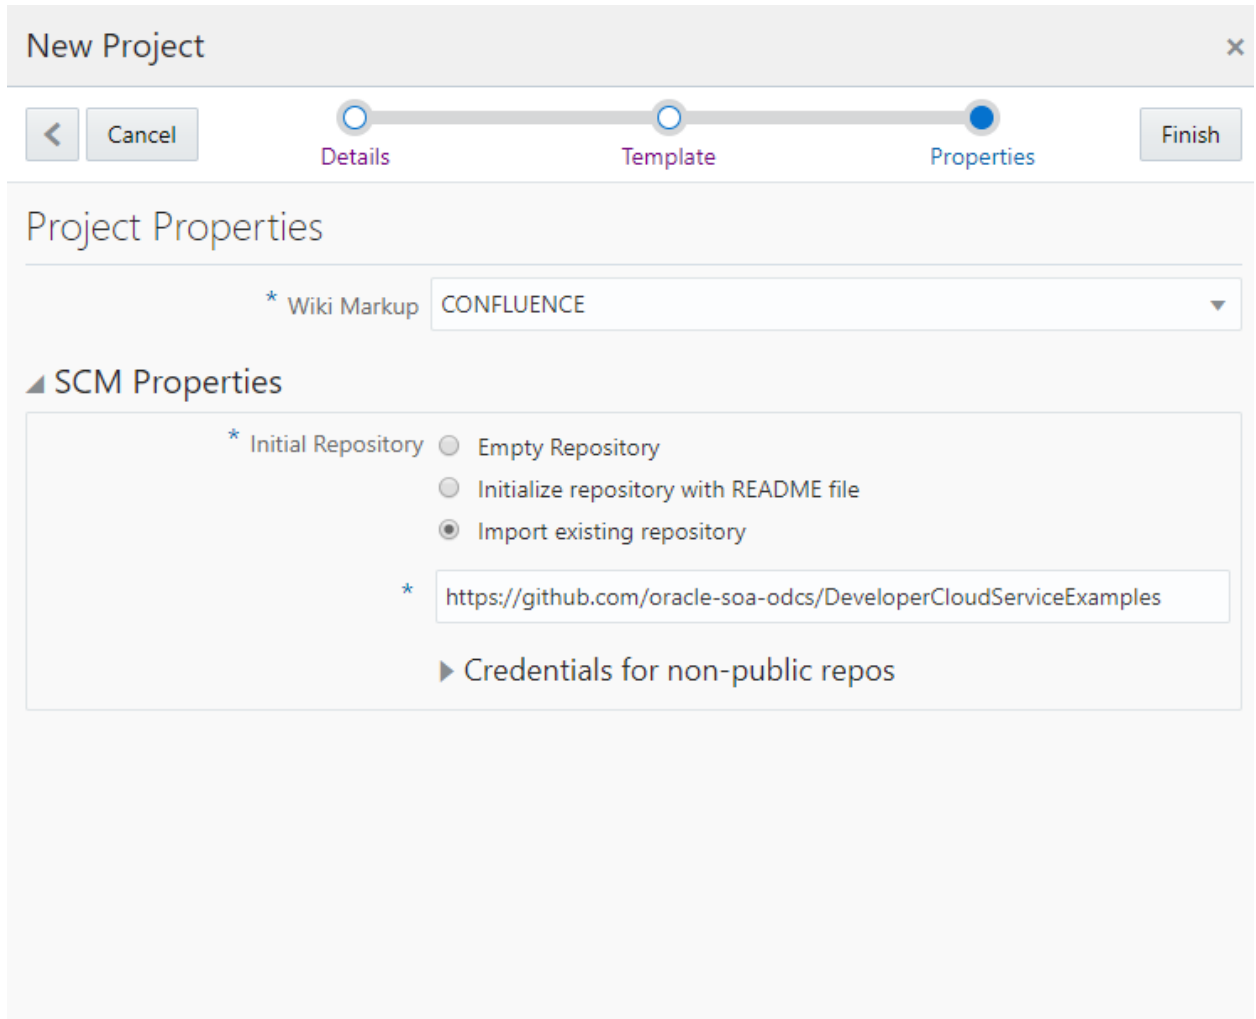 New Project
×
Cancel
Finish
Details
Template
Properties
Project Properties
* Wiki Markup CONFLUENCE
SCM Properties
* Initial Repository Empty Repository
Initialize repository with README file
Import existing repository
* https://github.com/oracle-soa-odcs/DeveloperCloudServiceExamples
Credentials for non-public repos